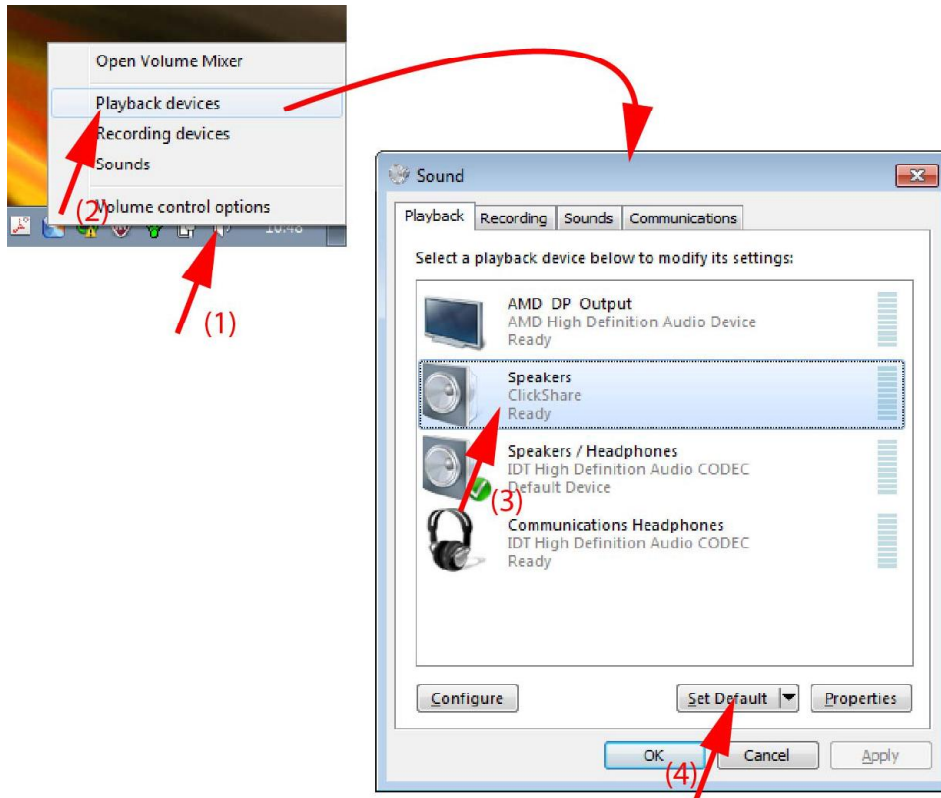 Open Volume Mixer
Playback devices
Recording devices
Sounds
(2)
Volume control options
10:48
(1)
Sound
Playback Recording Sounds Communications
Select a playback device below to modify its settings:
AMD DP Output
AMD High Definition Audio Device
Ready
Speakers
ClickShare
Ready
Speakers / Headphones
IDT High Definition Audio CODEC
Default Device
(3)
Communications Headphones
IDT High Definition Audio CODEC
Ready
Configure Set Default Properties
OK Cancel Apply
(4)